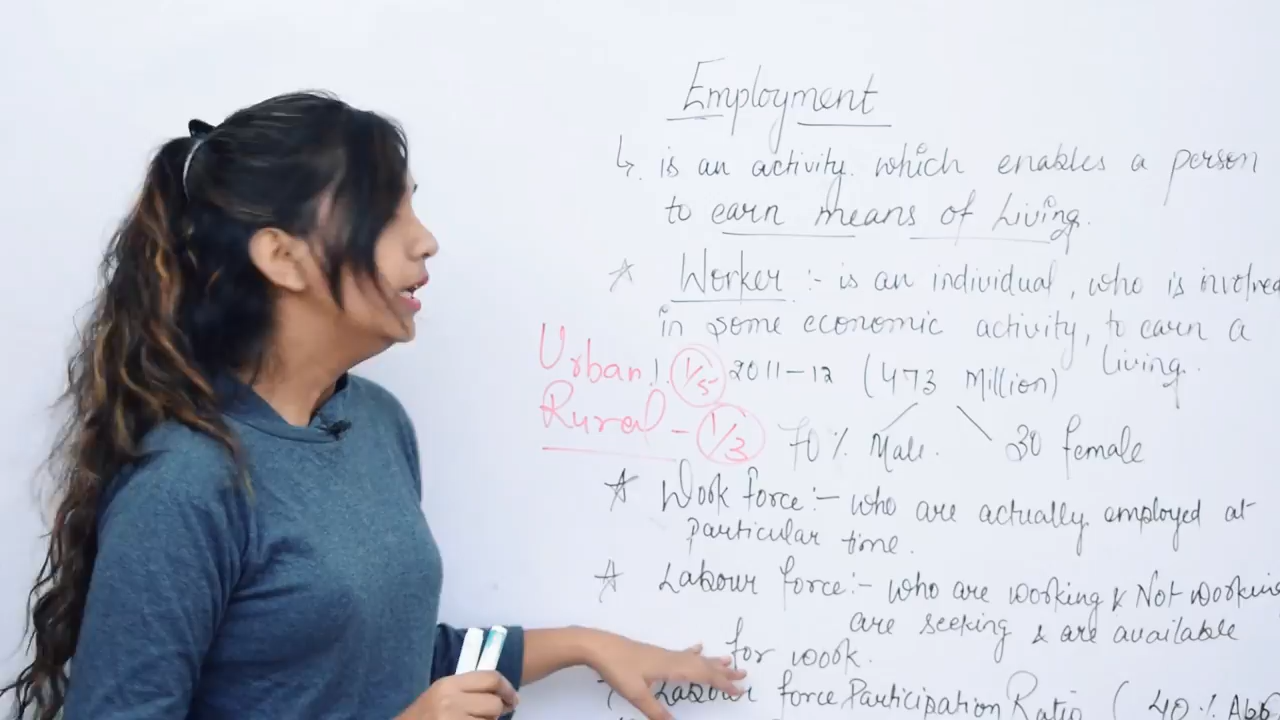 Employment
↳ is an activity which enables a person
to earn means of living.
☆ Worker :- is an individual, who is involved
in some economic activity, to earn a
living.
Urban! 1/5 2011-12 (473 Million)
Rural - 1/3 70% Male. 30 female
☆ Work force :- who are actually employed at
particular time.
☆ Labour force :- who are working & Not working
are seeking & are available
for work.
Labour force Participation Ratio ( 40 %